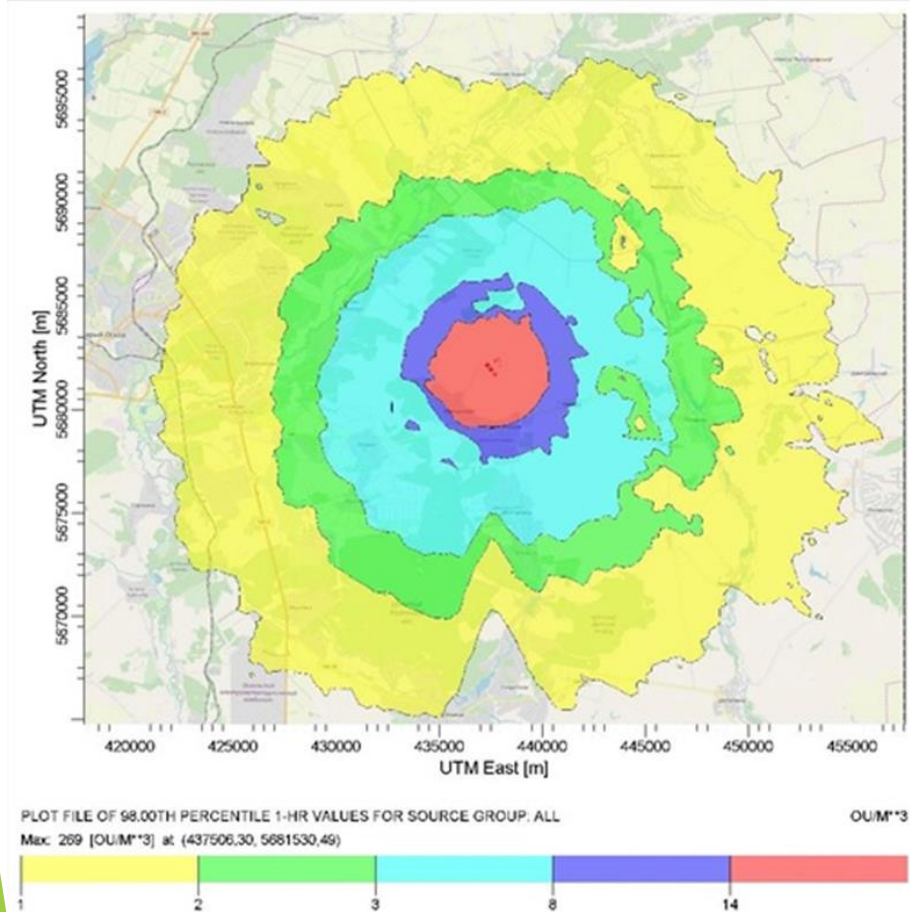 UTM North [m]
5695000
5690000
5685000
5680000
5675000
5670000
420000 425000 430000 435000 440000 445000 450000 455000
UTM East [m]
PLOT FILE OF 98.00TH PERCENTILE 1-HR VALUES FOR SOURCE GROUP: ALL OU/M**3
Max: 269 [OU/M**3] at (437506,30, 5681530,49)
1 2 3 8 14